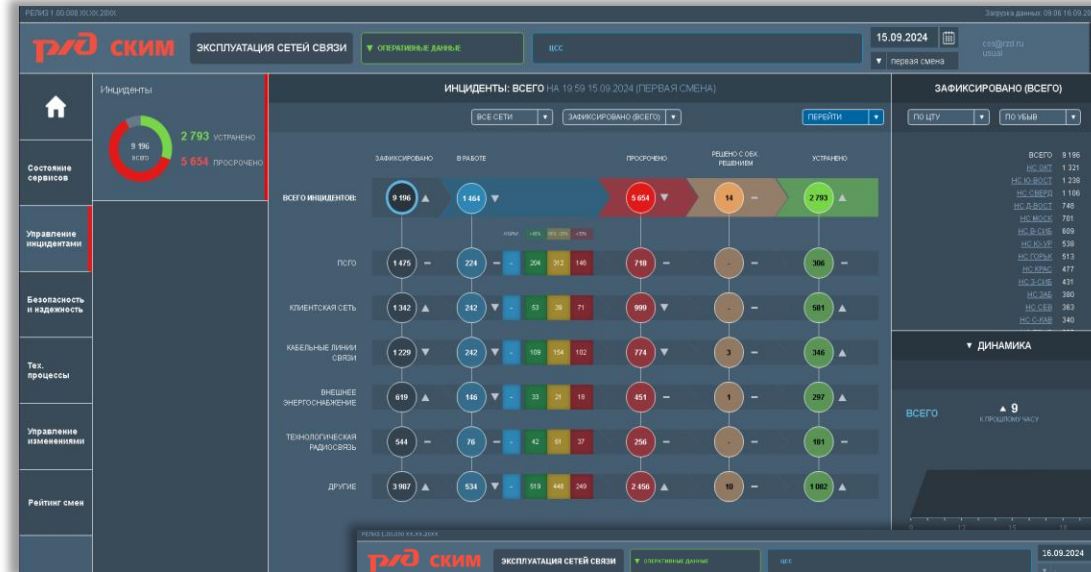 РЕЛИЗ 1.00.000 XX.XX.20XX
Загрузка данных: 09.06 16:09.20
ржд СКИМ
ЭКСПЛУАТАЦИЯ СЕТЕЙ СВЯЗИ
▼ ОПЕРАТИВНЫЕ ДАННЫЕ
ЦСС
15.09.2024
▼ первая смена
cos@rzd.ru
usual
Состояние
сервисов
Управление
инцидентами
Безопасность
и надежность
Тех.
процессы
Управление
изменениями
Рейтинг смен
Инциденты
9 196
ВСЕГО
2 793 УСТРАНЕНО
5 654 ПРОСРОЧЕНО
ИНЦИДЕНТЫ: ВСЕГО НА 19:59 15.09.2024 (ПЕРВАЯ СМЕНА)
ВСЕ СЕТИ ▼ ЗАФИКСИРОВАНО (ВСЕГО) ▼ ПЕРЕЙТИ ▼
ЗАФИКСИРОВАНО В РАБОТЕ ПРОСРОЧЕНО РЕШЕНО С ОБХ. РЕШЕНИЕМ УСТРАНЕНО
ВСЕГО ИНЦИДЕНТОВ: 9 196 ▲ 1 464 ▼ 5 654 ▼ 14 – 2 793 ▲
ПСГО 1 475 – 224 – - 204 312 146 718 – - – 306 –
КЛИЕНТСКАЯ СЕТЬ 1 342 ▲ 242 ▼ - 53 28 71 999 ▼ - – 581 ▲
КАБЕЛЬНЫЕ ЛИНИИ СВЯЗИ 1 229 ▼ 242 ▼ - 109 154 102 774 ▼ 3 – 346 ▲
ВНЕШНЕЕ ЭНЕРГОСНАБЖЕНИЕ 619 ▲ 146 ▼ - 33 21 18 451 – 1 – 297 ▲
ТЕХНОЛОГИЧЕСКАЯ РАДИОСВЯЗЬ 544 – 76 – - 42 81 37 256 – - – 181 –
ДРУГИЕ 3 987 ▲ 534 ▼ - 519 448 249 2 456 ▲ 10 – 1 082 ▲
ЗАФИКСИРОВАНО (ВСЕГО)
ПО ЦТУ ▼ ПО УБЫВ ▼
ВСЕГО 9 196
НС ОКТ 1 321
НС Ю-ВОСТ 1 238
НС СВЕРД 1 106
НС Д-ВОСТ 748
НС МОСК 701
НС В-СИБ 609
НС Ю-УР 538
НС ГОРЬК 513
НС КРАС 477
НС З-СИБ 431
НС ЗАБ 380
НС СЕВ 363
НС С-КАВ 340
▼ ДИНАМИКА
ВСЕГО
▲ 9
К ПРОШЛОМУ ЧАСУ
9 12 15 18
РЕЛИЗ 1.00.000 XX.XX.20XX
ржд СКИМ
ЭКСПЛУАТАЦИЯ СЕТЕЙ СВЯЗИ
▼ ОПЕРАТИВНЫЕ ДАННЫЕ
ЦСС
16.09.2024